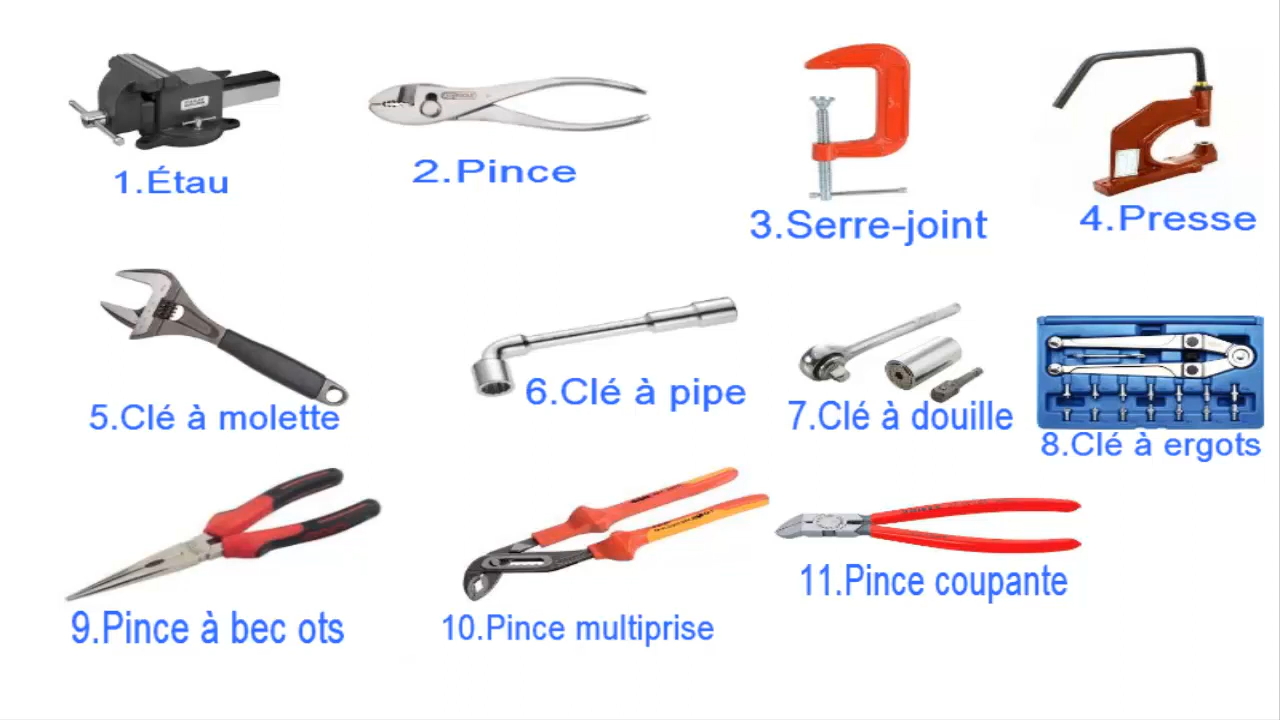 1.Étau
2.Pince
3.Serre-joint
4.Presse
5.Clé à molette
6.Clé à pipe
7.Clé à douille
8.Clé à ergots
9.Pince à bec ots
10.Pince multiprise
11.Pince coupante